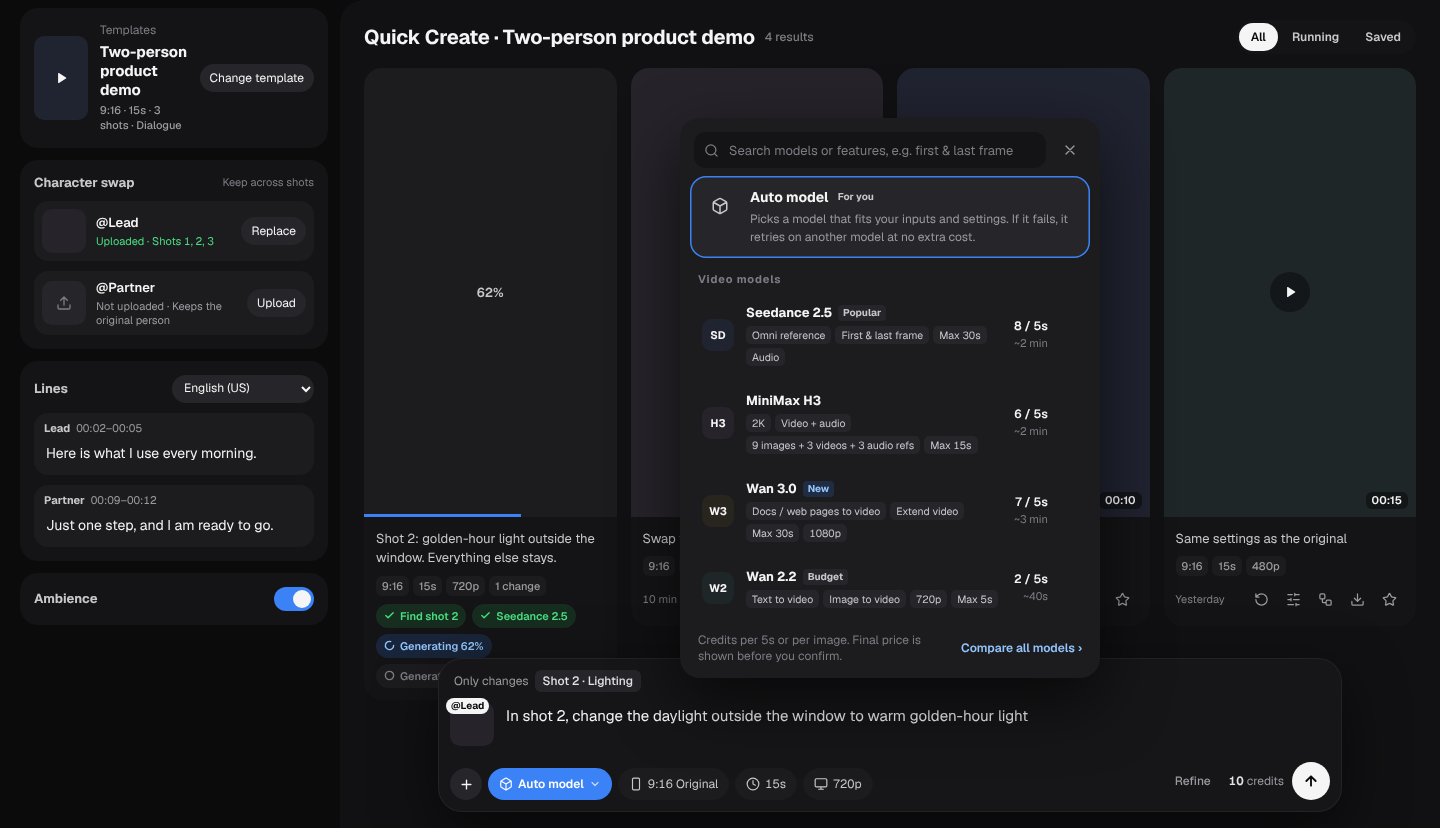 Templates
Two-person
product
demo
9:16 · 15s · 3
shots · Dialogue
Change template
Character swap
Keep across shots
@Lead
Uploaded · Shots 1, 2, 3
Replace
@Partner
Not uploaded · Keeps the
original person
Upload
Lines
English (US)
Lead 00:02–00:05
Here is what I use every morning.
Partner 00:09–00:12
Just one step, and I am ready to go.
Ambience
Quick Create · Two-person product demo 4 results
All Running Saved
62%
Shot 2: golden-hour light outside the
window. Everything else stays.
9:16 15s 720p 1 change
Find shot 2 Seedance 2.5
Generating 62%
Swap
9:16
10 min
00:10
00:15
Same settings as the original
9:16 15s 480p
Yesterday
Search models or features, e.g. first & last frame
Auto model For you
Picks a model that fits your inputs and settings. If it fails, it
retries on another model at no extra cost.
Video models
SD
Seedance 2.5 Popular
Omni reference First & last frame Max 30s
Audio
8 / 5s
~2 min
H3
MiniMax H3
2K Video + audio
9 images + 3 videos + 3 audio refs Max 15s
6 / 5s
~2 min
W3
Wan 3.0 New
Docs / web pages to video Extend video
Max 30s 1080p
7 / 5s
~3 min
W2
Wan 2.2 Budget
Text to video Image to video 720p Max 5s
2 / 5s
~40s
Credits per 5s or per image. Final price is
shown before you confirm.
Compare all models ›
Only changes Shot 2 · Lighting
@Lead
In shot 2, change the daylight outside the window to warm golden-hour light
Auto model 9:16 Original 15s 720p
Refine 10 credits